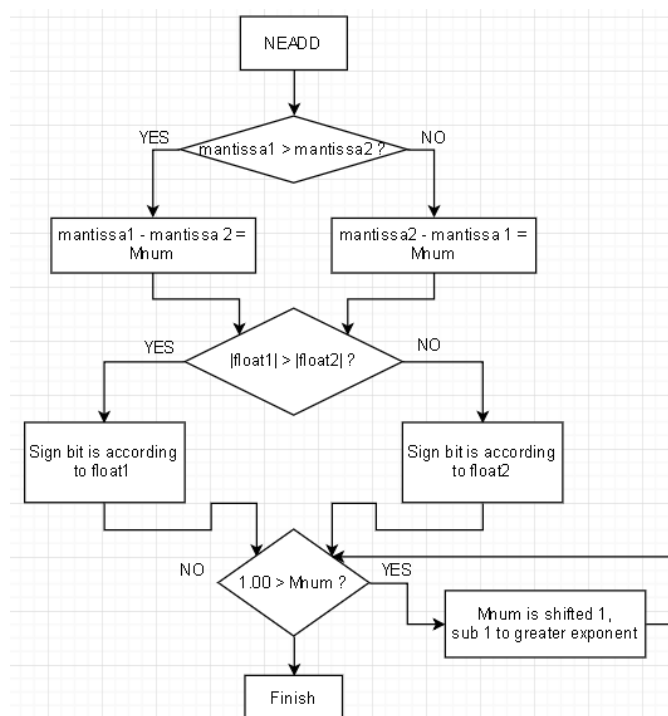 NEADD
YES
NO
mantissa1 > mantissa2 ?
mantissa1 - mantissa 2 =
Mnum
mantissa2 - mantissa 1 =
Mnum
YES
NO
|float1| > |float2| ?
Sign bit is according
to float1
Sign bit is according
to float2
NO
YES
1.00 > Mnum ?
Mnum is shifted 1,
sub 1 to greater exponent
Finish